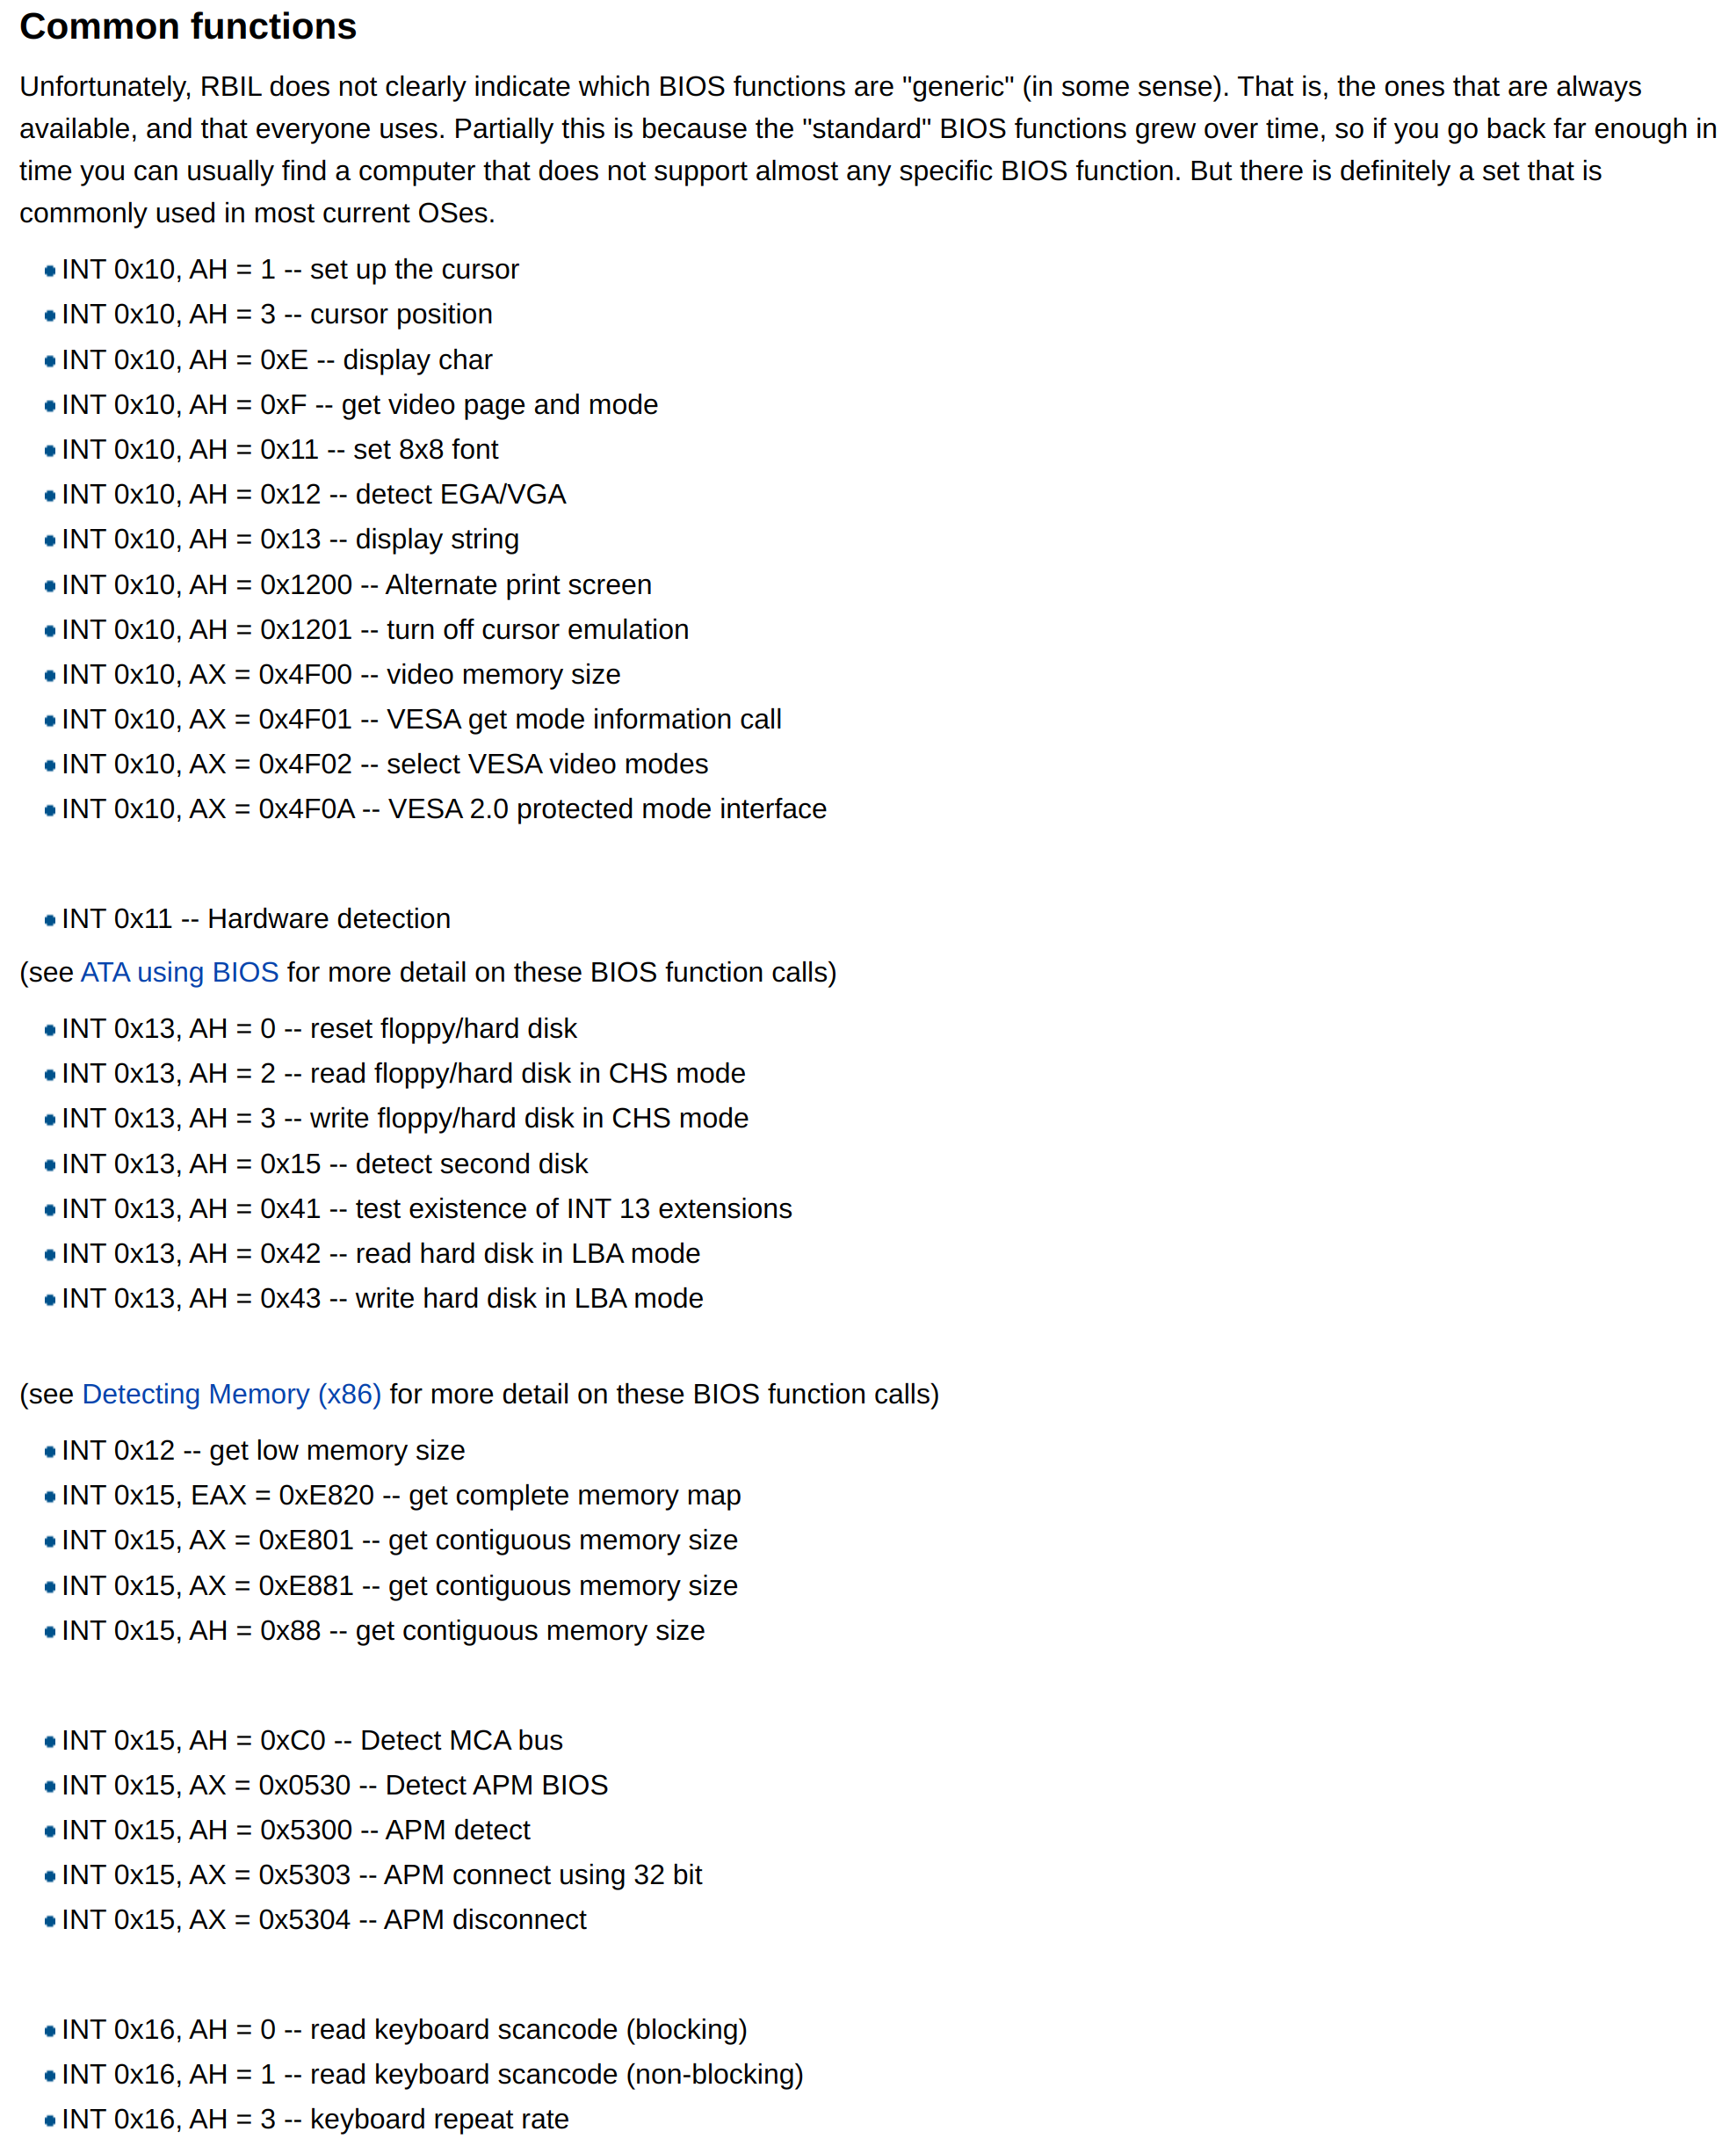 Common functions
Unfortunately, RBIL does not clearly indicate which BIOS functions are "generic" (in some sense). That is, the ones that are always
available, and that everyone uses. Partially this is because the "standard" BIOS functions grew over time, so if you go back far enough in
time you can usually find a computer that does not support almost any specific BIOS function. But there is definitely a set that is
commonly used in most current OSes.
INT 0x10, AH = 1 -- set up the cursor
INT 0x10, AH = 3 -- cursor position
INT 0x10, AH = 0xE -- display char
INT 0x10, AH = 0xF -- get video page and mode
INT 0x10, AH = 0x11 -- set 8x8 font
INT 0x10, AH = 0x12 -- detect EGA/VGA
INT 0x10, AH = 0x13 -- display string
INT 0x10, AH = 0x1200 -- Alternate print screen
INT 0x10, AH = 0x1201 -- turn off cursor emulation
INT 0x10, AX = 0x4F00 -- video memory size
INT 0x10, AX = 0x4F01 -- VESA get mode information call
INT 0x10, AX = 0x4F02 -- select VESA video modes
INT 0x10, AX = 0x4F0A -- VESA 2.0 protected mode interface
INT 0x11 -- Hardware detection
(see ATA using BIOS for more detail on these BIOS function calls)
INT 0x13, AH = 0 -- reset floppy/hard disk
INT 0x13, AH = 2 -- read floppy/hard disk in CHS mode
INT 0x13, AH = 3 -- write floppy/hard disk in CHS mode
INT 0x13, AH = 0x15 -- detect second disk
INT 0x13, AH = 0x41 -- test existence of INT 13 extensions
INT 0x13, AH = 0x42 -- read hard disk in LBA mode
INT 0x13, AH = 0x43 -- write hard disk in LBA mode
(see Detecting Memory (x86) for more detail on these BIOS function calls)
INT 0x12 -- get low memory size
INT 0x15, EAX = 0xE820 -- get complete memory map
INT 0x15, AX = 0xE801 -- get contiguous memory size
INT 0x15, AX = 0xE881 -- get contiguous memory size
INT 0x15, AH = 0x88 -- get contiguous memory size
INT 0x15, AH = 0xC0 -- Detect MCA bus
INT 0x15, AX = 0x0530 -- Detect APM BIOS
INT 0x15, AH = 0x5300 -- APM detect
INT 0x15, AX = 0x5303 -- APM connect using 32 bit
INT 0x15, AX = 0x5304 -- APM disconnect
INT 0x16, AH = 0 -- read keyboard scancode (blocking)
INT 0x16, AH = 1 -- read keyboard scancode (non-blocking)
INT 0x16, AH = 3 -- keyboard repeat rate